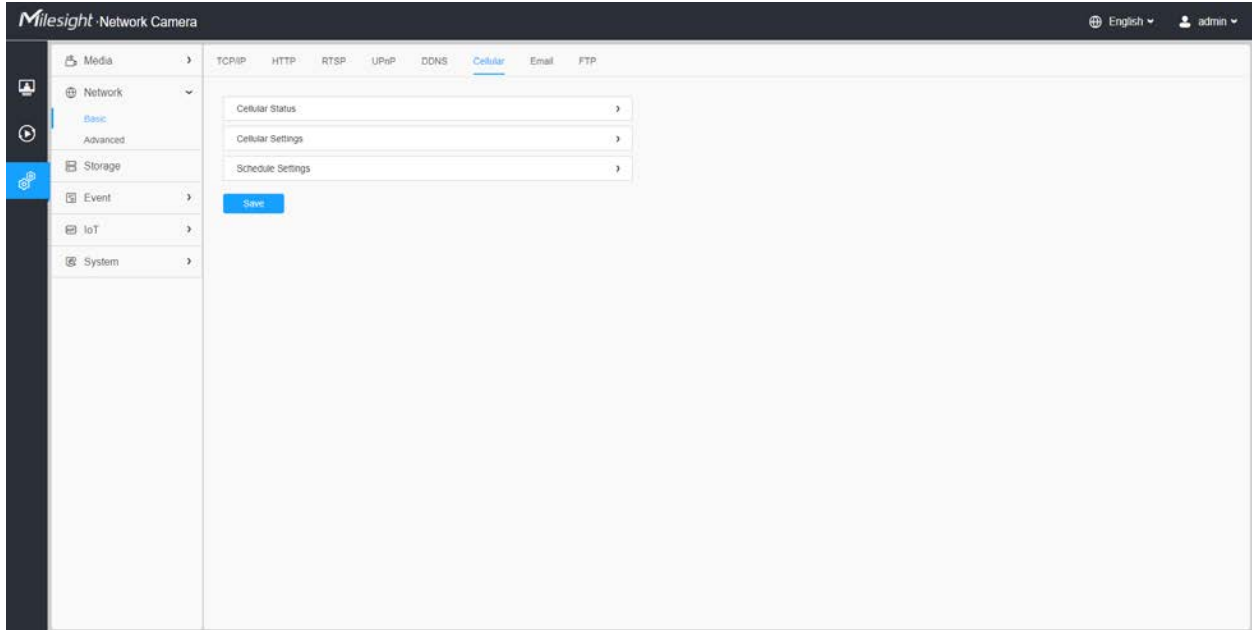 Milesight ·Network Camera
English
admin
Media
TCP/IP HTTP RTSP UPnP DDNS Cellular Email FTP
Network
Basic
Advanced
Storage
Event
IoT
System
Cellular Status
Cellular Settings
Schedule Settings
Save